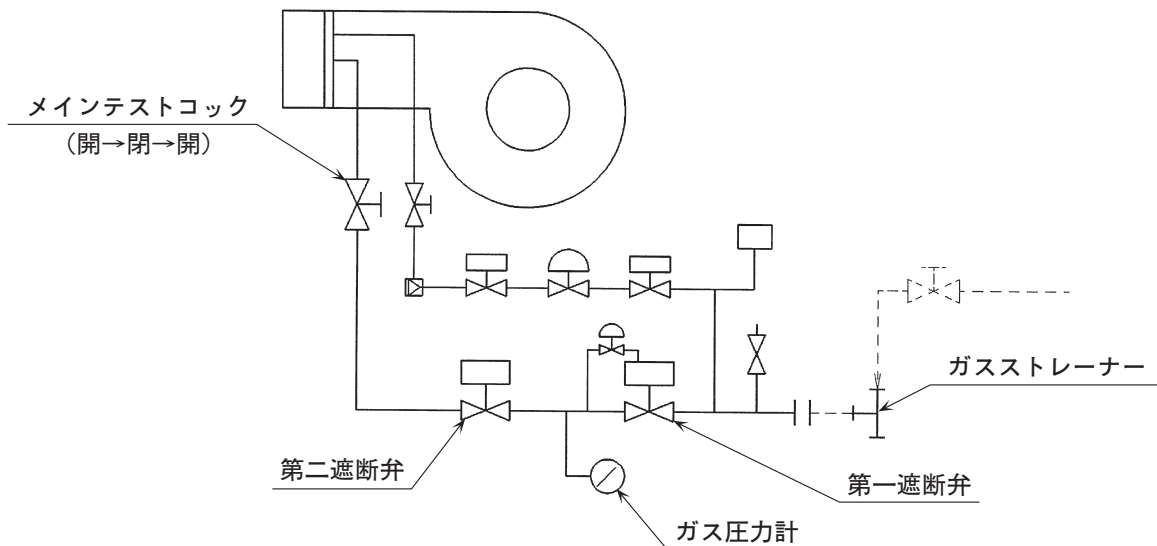 メインテストコック
（開→閉→開）
ガスストレーナー
第二遮断弁
第一遮断弁
ガス圧力計